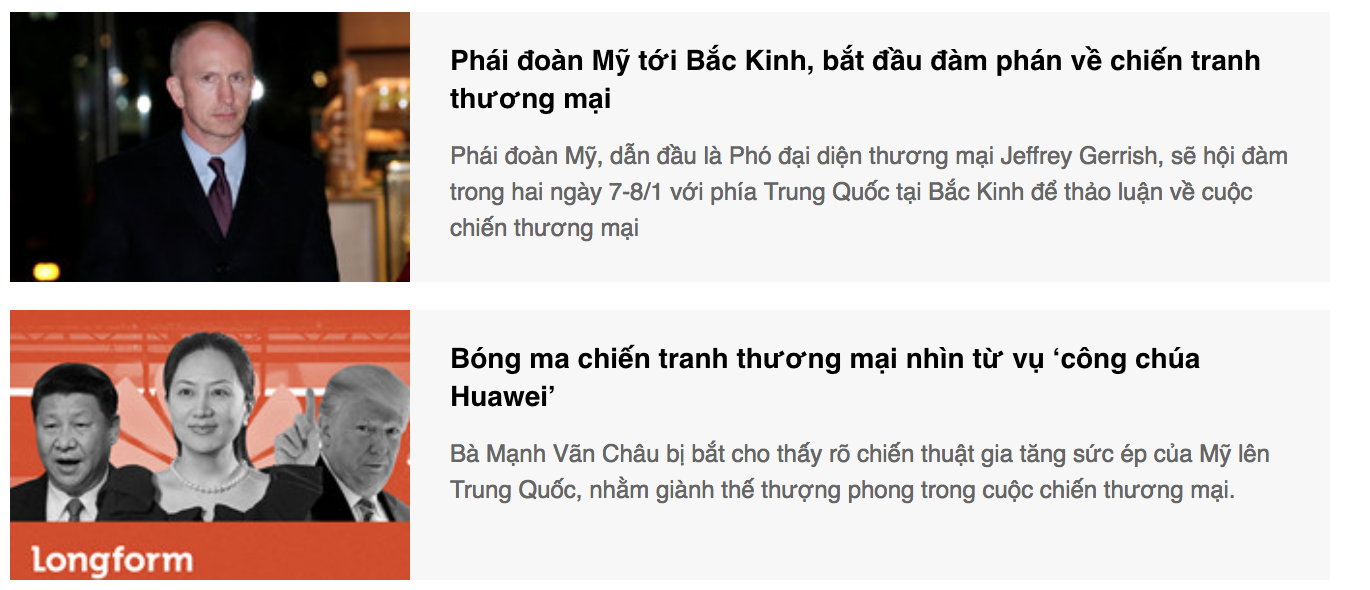 Phái đoàn Mỹ tới Bắc Kinh, bắt đầu đàm phán về chiến tranh
thương mại
Phái đoàn Mỹ, dẫn đầu là Phó đại diện thương mại Jeffrey Gerrish, sẽ hội đàm
trong hai ngày 7-8/1 với phía Trung Quốc tại Bắc Kinh để thảo luận về cuộc
chiến thương mại
Bóng ma chiến tranh thương mại nhìn từ vụ ‘công chúa
Huawei’
Bà Mạnh Vãn Châu bị bắt cho thấy rõ chiến thuật gia tăng sức ép của Mỹ lên
Trung Quốc, nhằm giành thế thượng phong trong cuộc chiến thương mại.
Longform